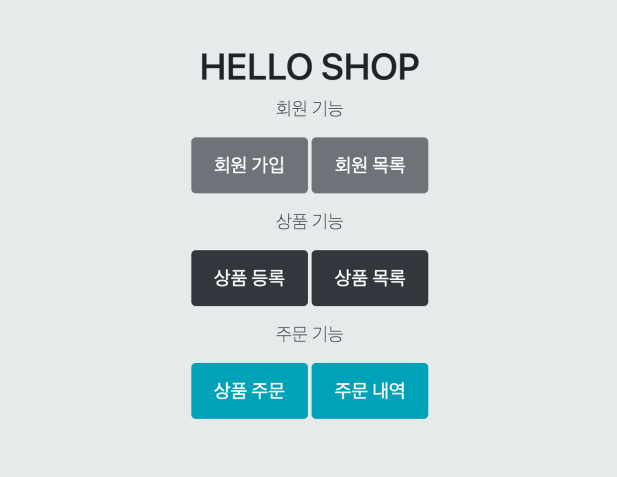 HELLO SHOP
회원 기능
회원 가입 회원 목록
상품 기능
상품 등록 상품 목록
주문 기능
상품 주문 주문 내역